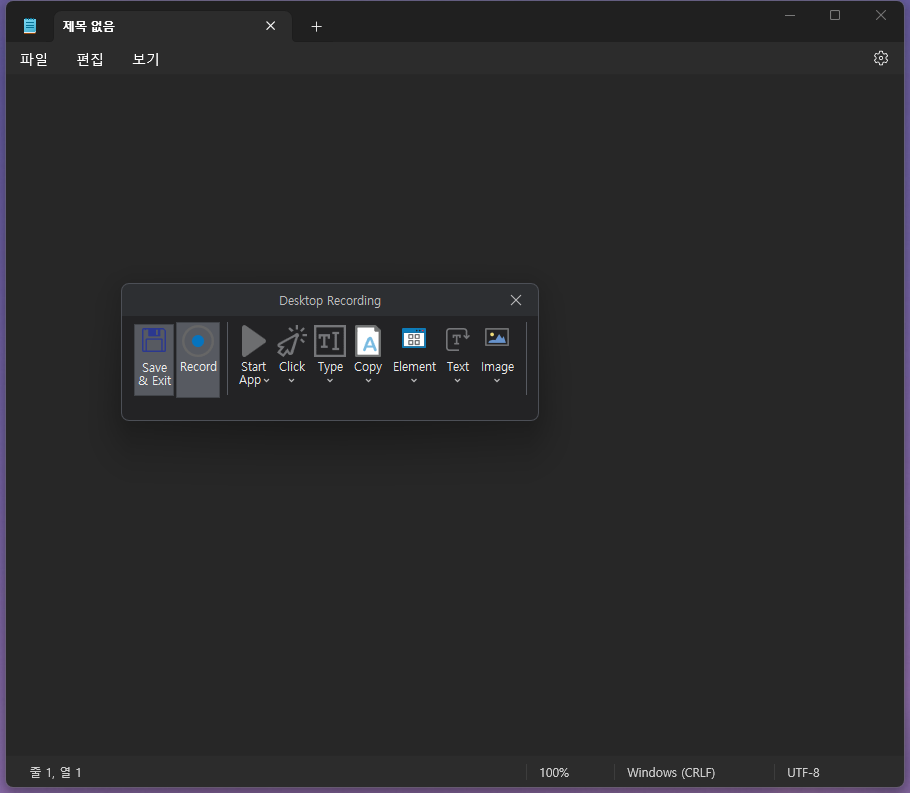 제목 없음
파일 편집 보기
Desktop Recording
Save & Exit Record Start App Click Type Copy Element Text Image
줄 1, 열 1 100% Windows (CRLF) UTF-8